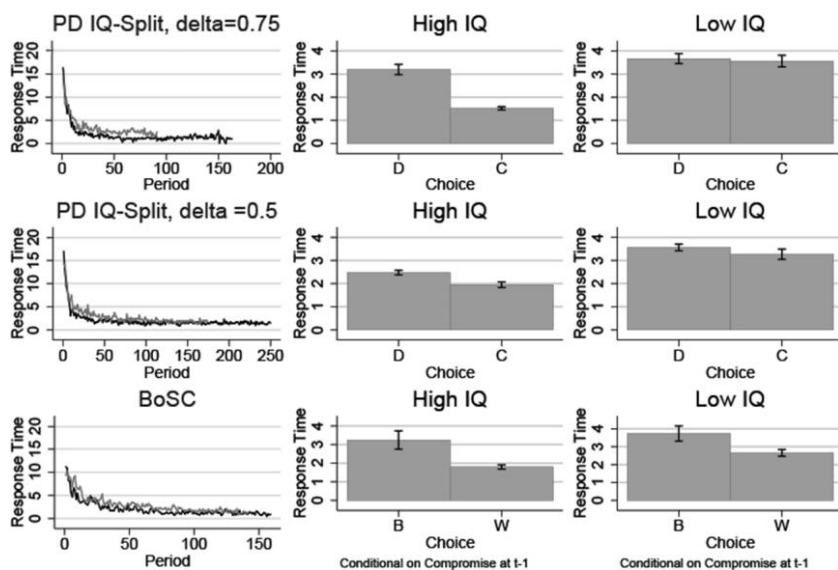 PD IQ-Split, delta=0.75
Response Time
0 5 10 15 20
0 50 100 150 200
Period
High IQ
Response Time
0 1 2 3 4
D C
Choice
Low IQ
Response Time
0 1 2 3 4
D C
Choice
PD IQ-Split, delta =0.5
Response Time
0 5 10 15 20
0 50 100 150 200 250
Period
High IQ
Response Time
0 1 2 3 4
D C
Choice
Low IQ
Response Time
0 1 2 3 4
D C
Choice
BoSC
Response Time
0 5 10 15 20
0 50 100 150
Period
High IQ
Response Time
0 1 2 3 4
B W
Choice
Conditional on Compromise at t-1
Low IQ
Response Time
0 1 2 3 4
B W
Choice
Conditional on Compromise at t-1